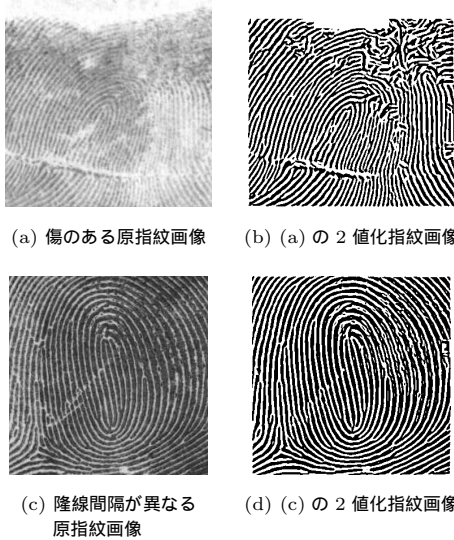 (a) 傷のある原指紋画像
(b) (a) の 2 値化指紋画像
(c) 隆線間隔が異なる
原指紋画像
(d) (c) の 2 値化指紋画像